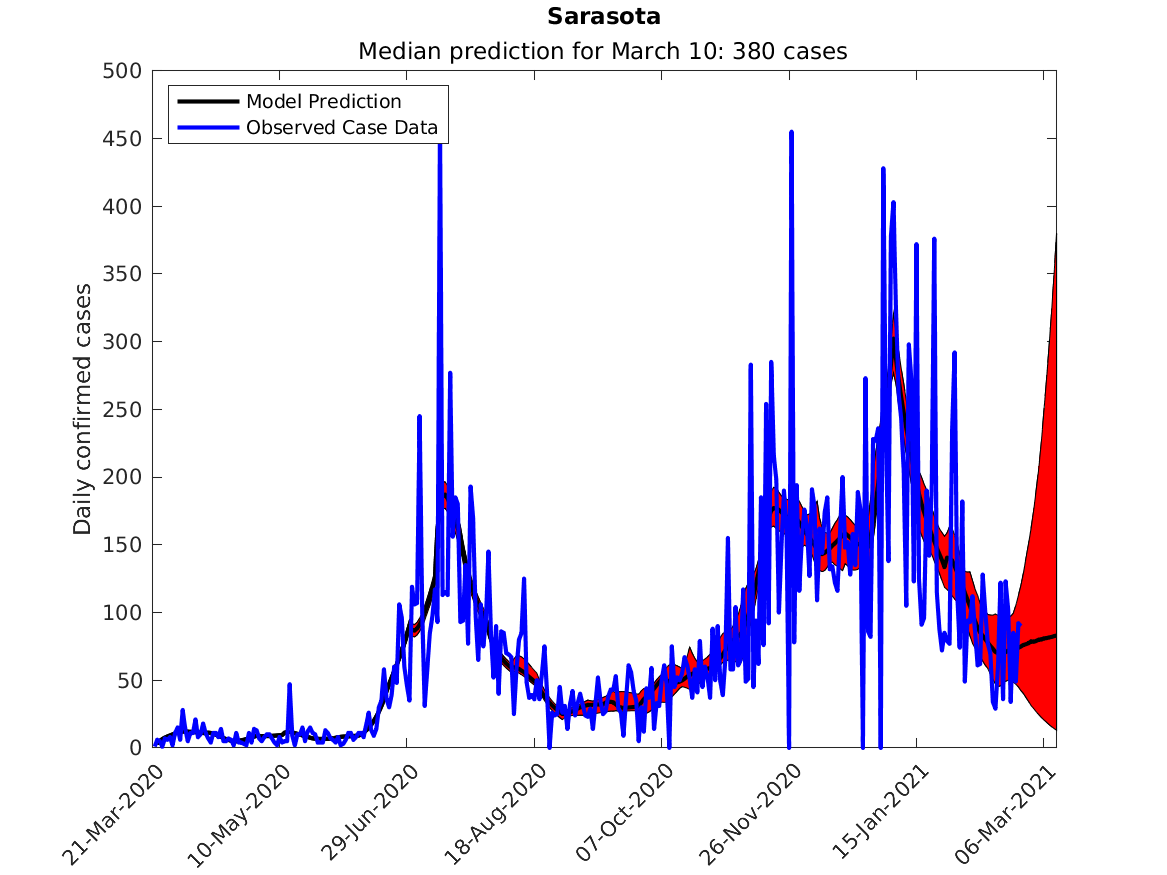 Sarasota
Median prediction for March 10: 380 cases
Model Prediction
Observed Case Data
Daily confirmed cases
500
450
400
350
300
250
200
150
100
50
0
21-Mar-2020
10-May-2020
29-Jun-2020
18-Aug-2020
07-Oct-2020
26-Nov-2020
15-Jan-2021
06-Mar-2021